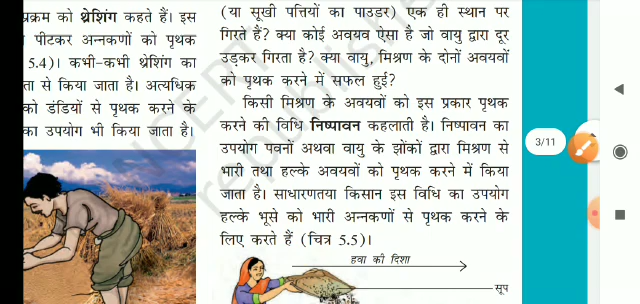 प्रक्रम को थ्रेशिंग कहते हैं। इस
पीटकर अन्नकणों को पृथक
5.4)। कभी-कभी थ्रेशिंग का
ता से किया जाता है। अत्यधिक
को डंडियों से पृथक करने के
का उपयोग भी किया जाता है।
(या सूखी पत्तियों का पाउडर) एक ही स्थान पर
गिरते हैं? क्या कोई अवयव ऐसा है जो वायु द्वारा दूर
उड़कर गिरता है? क्या वायु, मिश्रण के दोनों अवयवों
को पृथक करने में सफल हुई?
किसी मिश्रण के अवयवों को इस प्रकार पृथक
करने की विधि निष्पावन कहलाती है। निष्पावन का
उपयोग पवनों अथवा वायु के झोंकों द्वारा मिश्रण से
भारी तथा हल्के अवयवों को पृथक करने में किया
जाता है। साधारणतया किसान इस विधि का उपयोग
हल्के भूसे को भारी अन्नकणों से पृथक करने के
लिए करते हैं (चित्र 5.5)।
हवा की दिशा
सूप
3/11